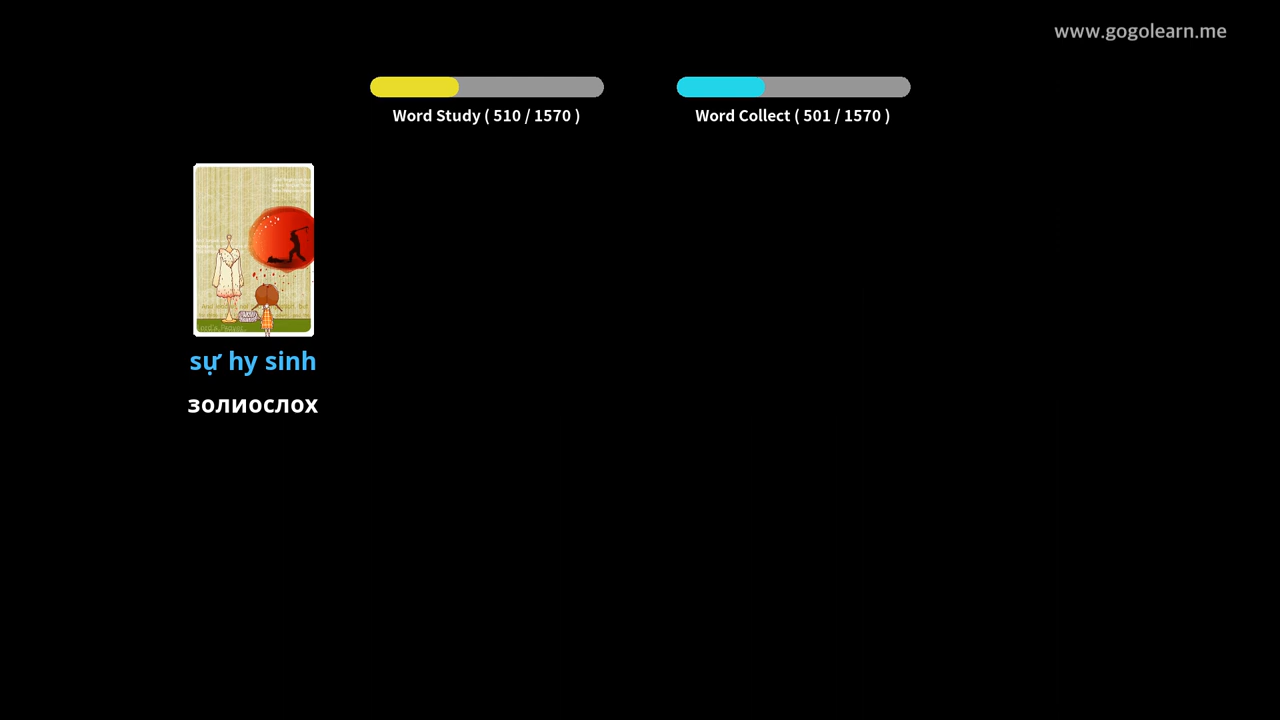 www.gogolearn.me
Word Study ( 510 / 1570 )
Word Collect ( 501 / 1570 )
sự hy sinh
золиослох